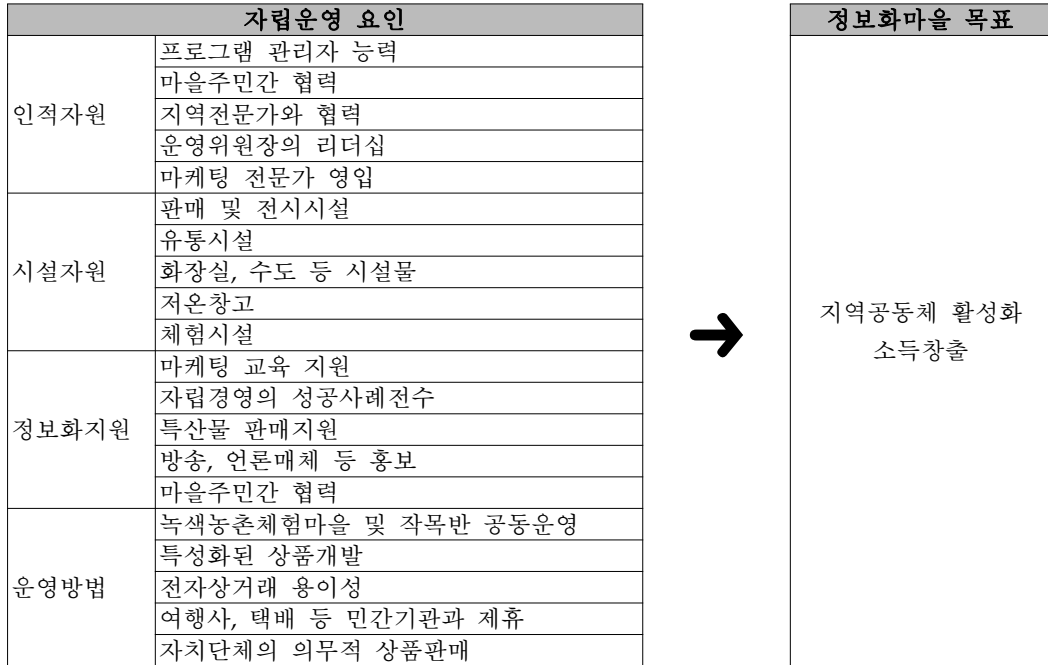 자립운영 요인
정보화마을 목표
인적자원
프로그램 관리자 능력
마을주민간 협력
지역전문가와 협력
운영위원장의 리더십
마케팅 전문가 영입
시설자원
판매 및 전시시설
유통시설
화장실, 수도 등 시설물
저온창고
체험시설
정보화지원
마케팅 교육 지원
자립경영의 성공사례전수
특산물 판매지원
방송, 언론매체 등 홍보
마을주민간 협력
운영방법
녹색농촌체험마을 및 작목반 공동운영
특성화된 상품개발
전자상거래 용이성
여행사, 택배 등 민간기관과 제휴
자치단체의 의무적 상품판매
지역공동체 활성화
소득창출